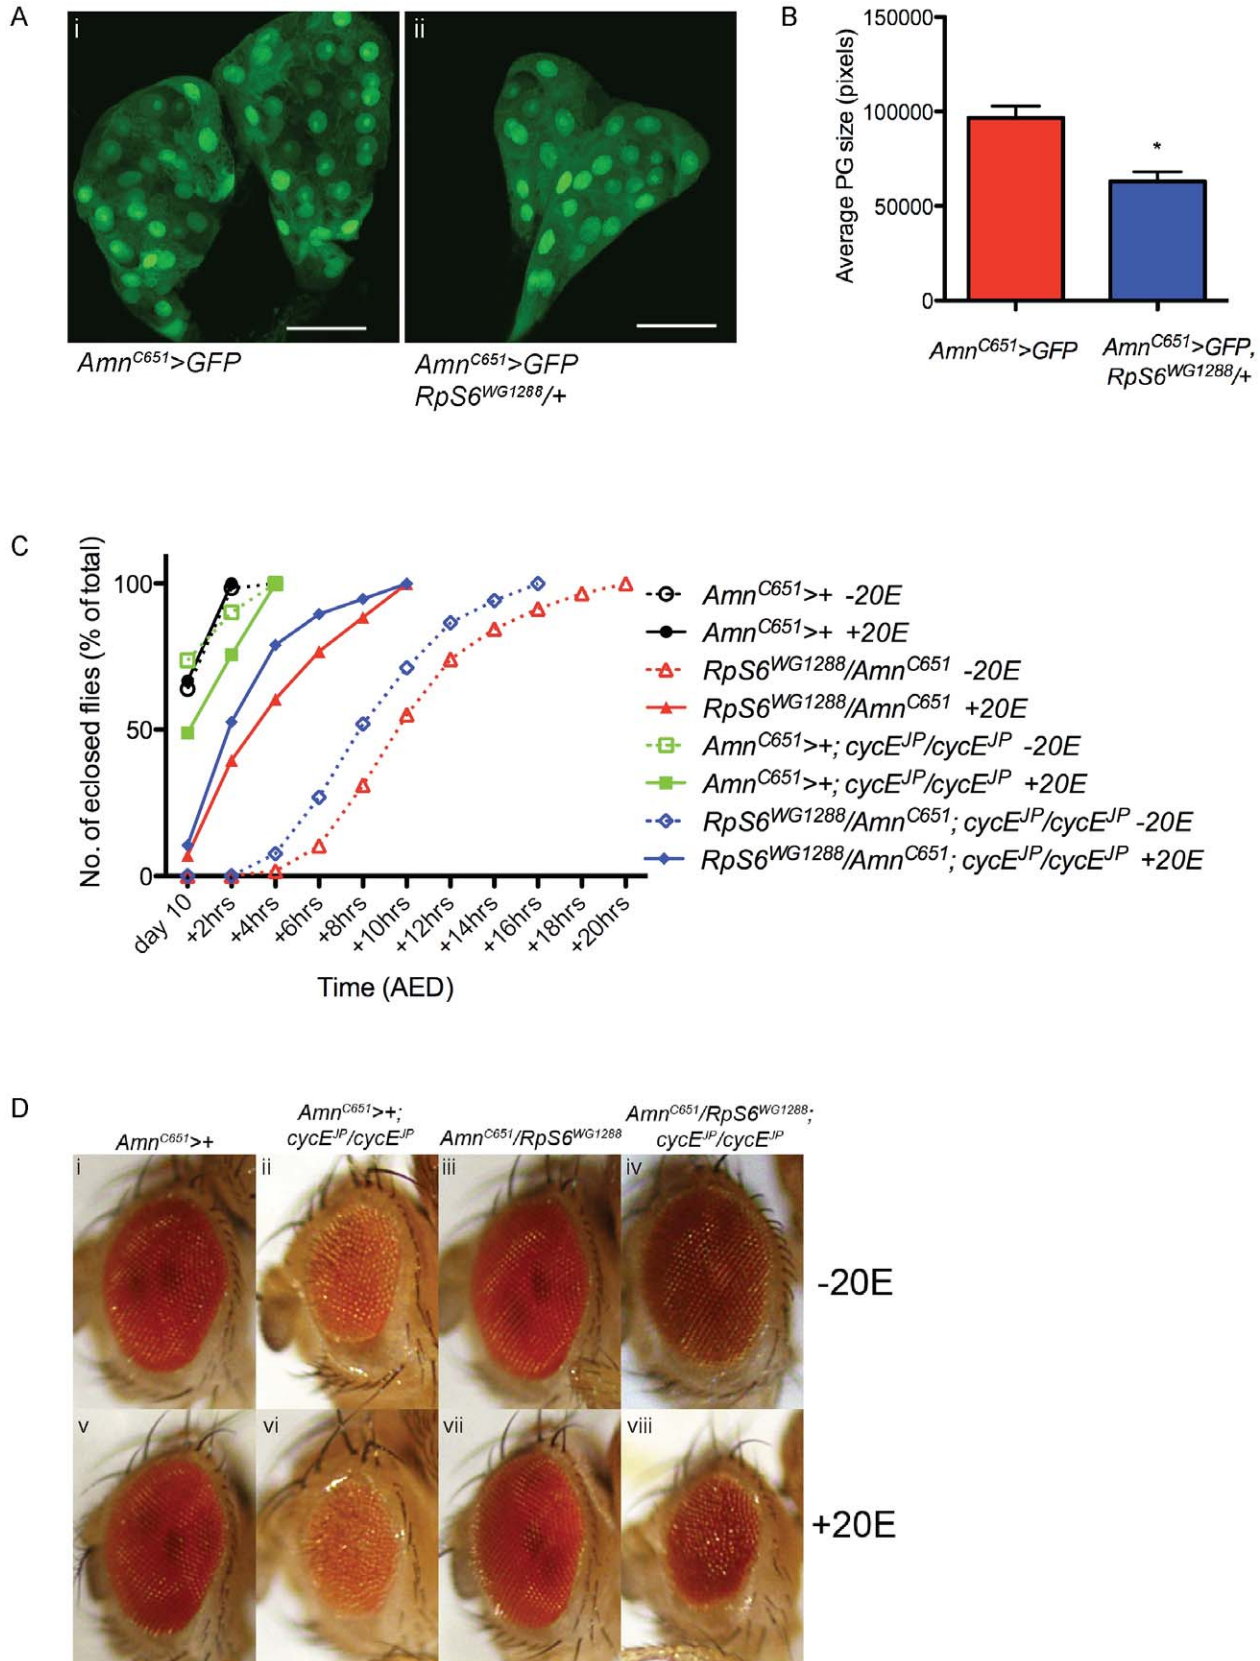 A
i
ii
Amn^C651>GFP
Amn^C651>GFP
RpS6^WG1288/+
B
Average PG size (pixels)
150000
100000
50000
0
*
Amn^C651>GFP
Amn^C651>GFP,
RpS6^WG1288/+
C
No. of eclosed flies (% of total)
100
50
0
day 10
+2hrs
+4hrs
+6hrs
+8hrs
+10hrs
+12hrs
+14hrs
+16hrs
+18hrs
+20hrs
Time (AED)
Amn^C651>+ -20E
Amn^C651>+ +20E
RpS6^WG1288/Amn^C651 -20E
RpS6^WG1288/Amn^C651 +20E
Amn^C651>+; cycE^JP/cycE^JP -20E
Amn^C651>+; cycE^JP/cycE^JP +20E
RpS6^WG1288/Amn^C651; cycE^JP/cycE^JP -20E
RpS6^WG1288/Amn^C651; cycE^JP/cycE^JP +20E
D
Amn^C651>+
Amn^C651>+;
cycE^JP/cycE^JP
Amn^C651/RpS6^WG1288
Amn^C651/RpS6^WG1288;
cycE^JP/cycE^JP
i
ii
iii
iv
-20E
v
vi
vii
viii
+20E